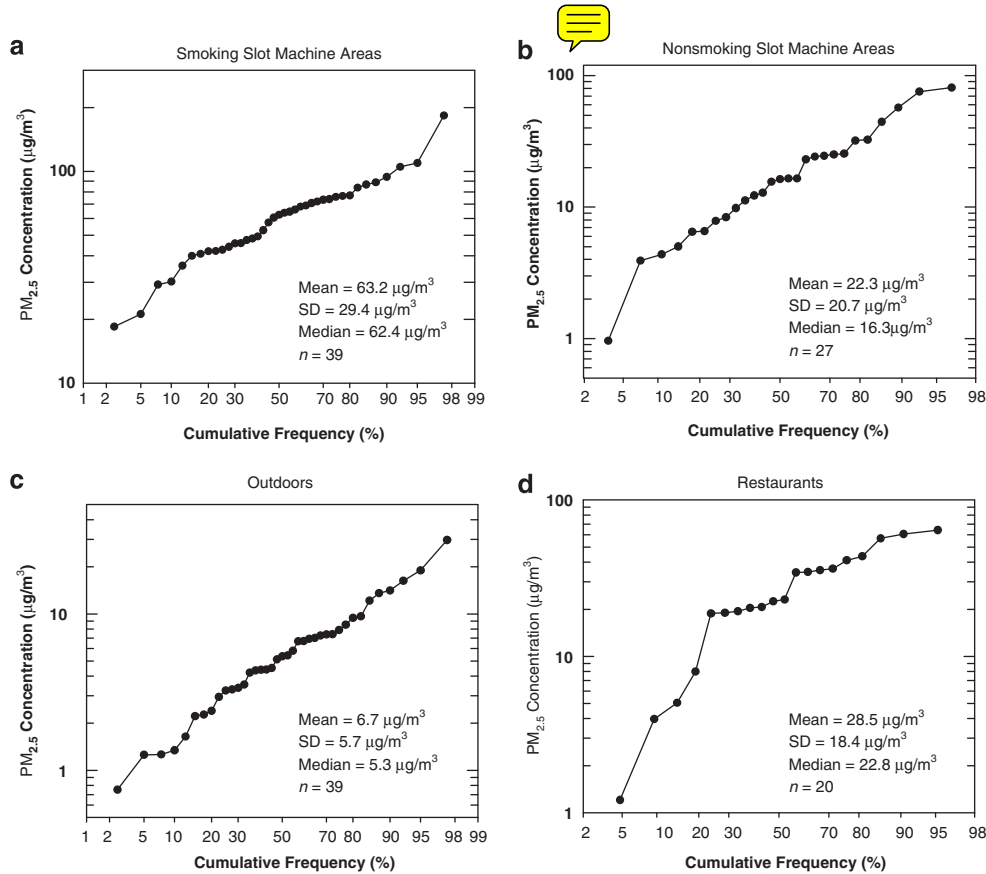 a
Smoking Slot Machine Areas
PM2.5 Concentration (μg/m3)
100
10
Mean = 63.2 μg/m3
SD = 29.4 μg/m3
Median = 62.4 μg/m3
n = 39
1 2 5 10 20 30 50 70 80 90 95 98 99
Cumulative Frequency (%)
b
Nonsmoking Slot Machine Areas
PM2.5 Concentration (μg/m3)
100
10
1
Mean = 22.3 μg/m3
SD = 20.7 μg/m3
Median = 16.3μg/m3
n = 27
2 5 10 20 30 50 70 80 90 95 98
Cumulative Frequency (%)
c
Outdoors
PM2.5 Concentration (μg/m3)
10
1
Mean = 6.7 μg/m3
SD = 5.7 μg/m3
Median = 5.3 μg/m3
n = 39
1 2 5 10 20 30 50 70 80 90 95 98 99
Cumulative Frequency (%)
d
Restaurants
PM2.5 Concentration (μg/m3)
100
10
1
Mean = 28.5 μg/m3
SD = 18.4 μg/m3
Median = 22.8 μg/m3
n = 20
2 5 10 20 30 50 70 80 90 95 98
Cumulative Frequency (%)